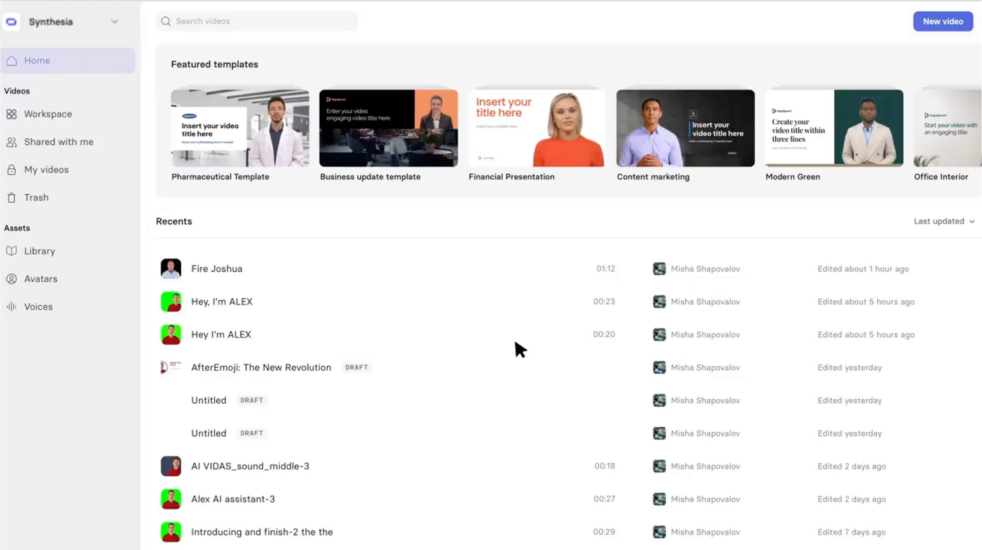 Synthesia
Search videos
New video
Home
Videos
Workspace
Shared with me
My videos
Trash
Assets
Library
Avatars
Voices
Featured templates
Insert your video
title here
Pharmaceutical Template
Enter your video
engaging video title here
Business update template
Insert your
title here
Financial Presentation
Insert your
video title here
Content marketing
Create your
video title within
three lines
Modern Green
Start your video with
an engaging title
Office Interior
Recents
Last updated
Fire Joshua 01:12 Misha Shapovalov Edited about 1 hour ago
Hey, I'm ALEX 00:23 Misha Shapovalov Edited about 5 hours ago
Hey I'm ALEX 00:20 Misha Shapovalov Edited about 5 hours ago
AfterEmoji: The New Revolution DRAFT Misha Shapovalov Edited yesterday
Untitled DRAFT Misha Shapovalov Edited yesterday
Untitled DRAFT Misha Shapovalov Edited yesterday
AI VIDAS_sound_middle-3 00:18 Misha Shapovalov Edited 2 days ago
Alex AI assistant-3 00:27 Misha Shapovalov Edited 2 days ago
Introducing and finish-2 the the 00:29 Misha Shapovalov Edited 7 days ago